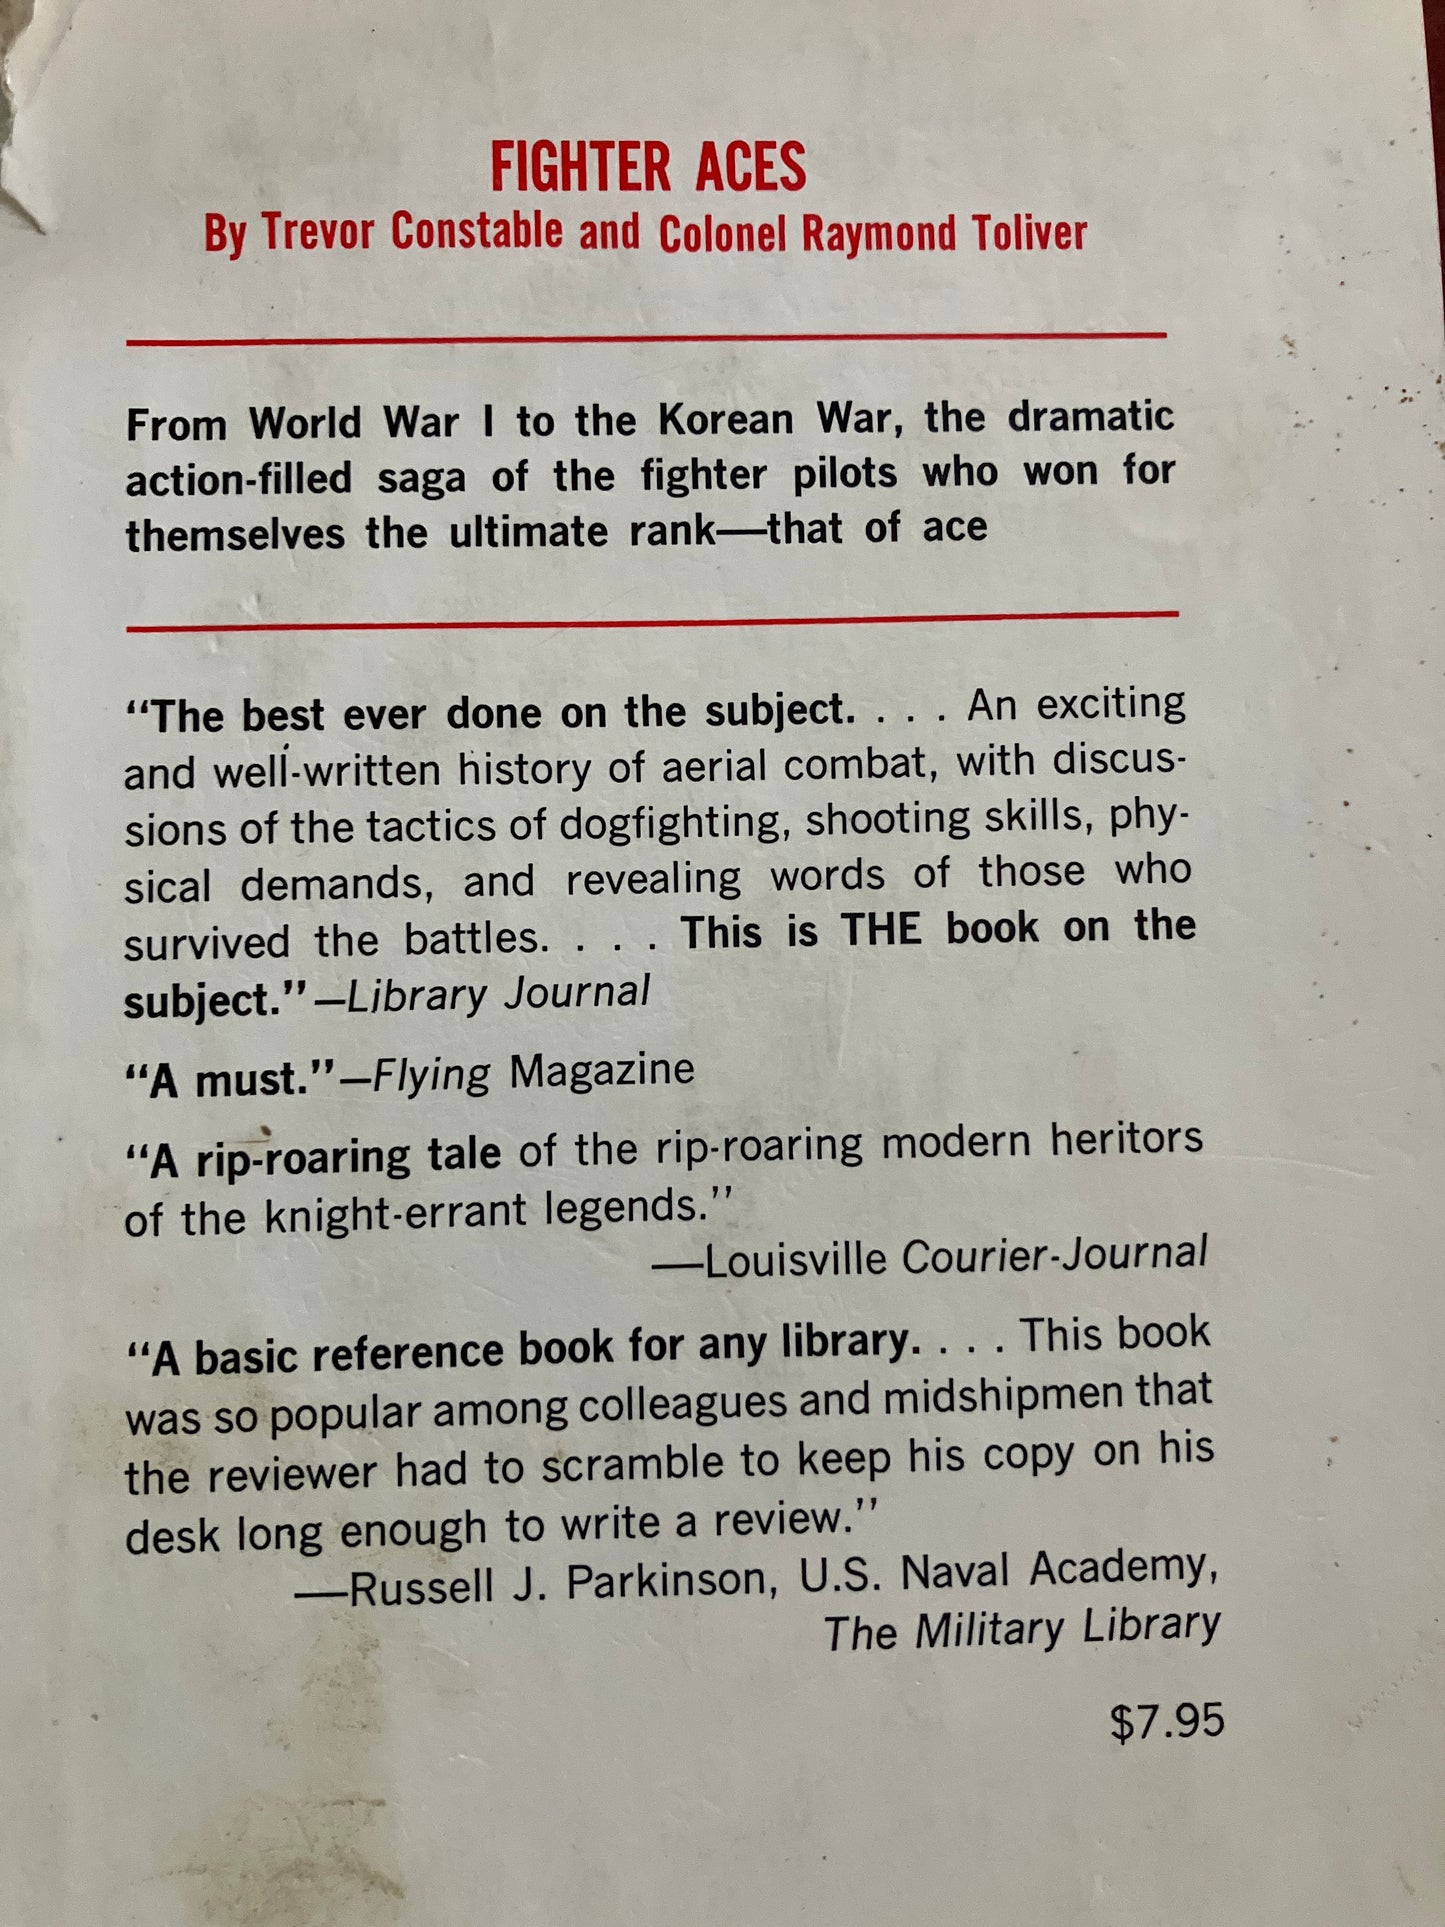 FIGHTER ACES
By Trevor Constable and Colonel Raymond Toliver
From World War I to the Korean War, the dramatic
action-filled saga of the fighter pilots who won for
themselves the ultimate rank—that of ace
“The best ever done on the subject. . . . An exciting
and well-written history of aerial combat, with discus-
sions of the tactics of dogfighting, shooting skills, phy-
sical demands, and revealing words of those who
survived the battles. . . . This is THE book on the
subject.”—Library Journal
“A must.”—Flying Magazine
“A rip-roaring tale of the rip-roaring modern heritors
of the knight-errant legends.”
—Louisville Courier-Journal
“A basic reference book for any library. . . . This book
was so popular among colleagues and midshipmen that
the reviewer had to scramble to keep his copy on his
desk long enough to write a review.”
—Russell J. Parkinson, U.S. Naval Academy,
The Military Library
$7.95